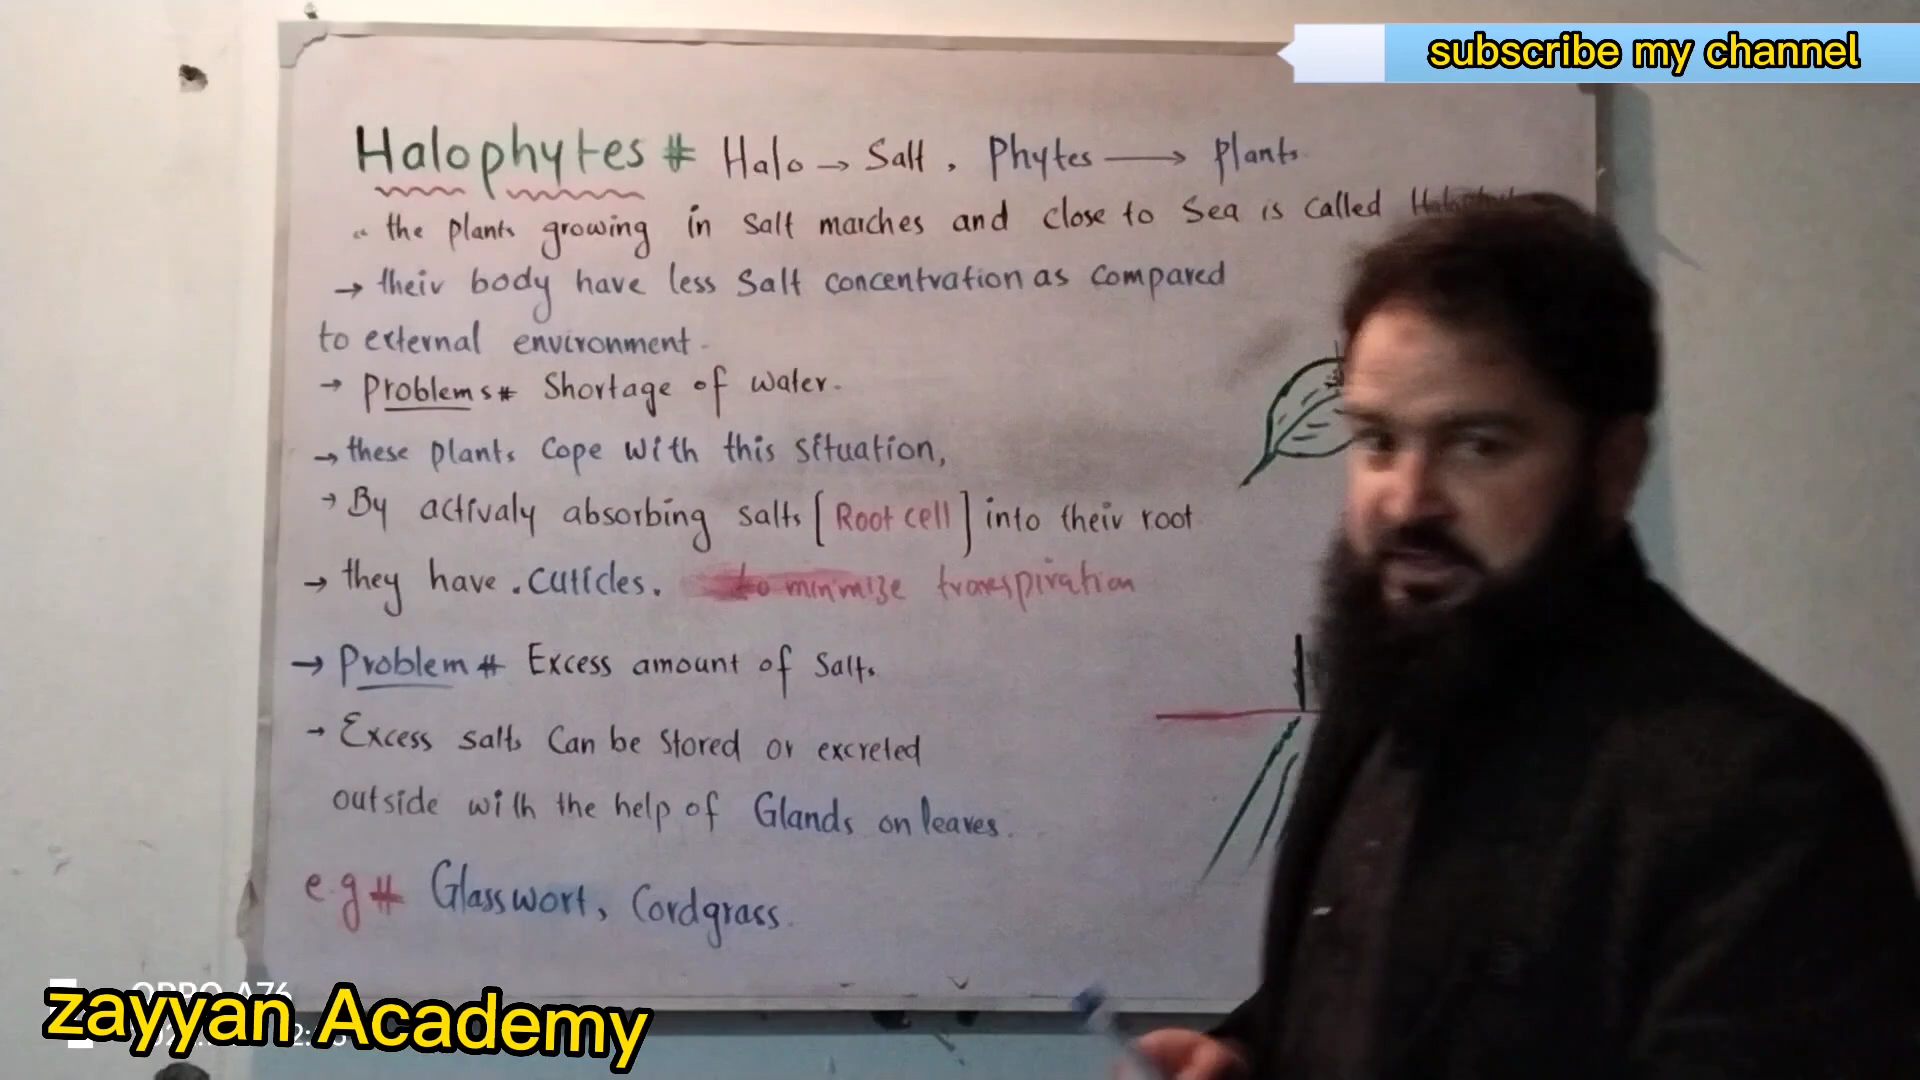 subscribe my channel
Halophytes # Halo → Salt, Phytes → Plants.
" the plants growing in salt marches and close to Sea is called
→ their body have less Salt concentration as compared
to external environment.
→ Problems # Shortage of water.
→ these plants Cope with this situation,
→ By activaly absorbing salts [Root cell] into their root
→ they have . cuticles. to minimize transpiration
→ Problem # Excess amount of Salts
→ Excess salts Can be Stored or excreted
outside with the help of Glands on leaves.
e.g # Glasswort, Cordgrass.
zayyan Academy